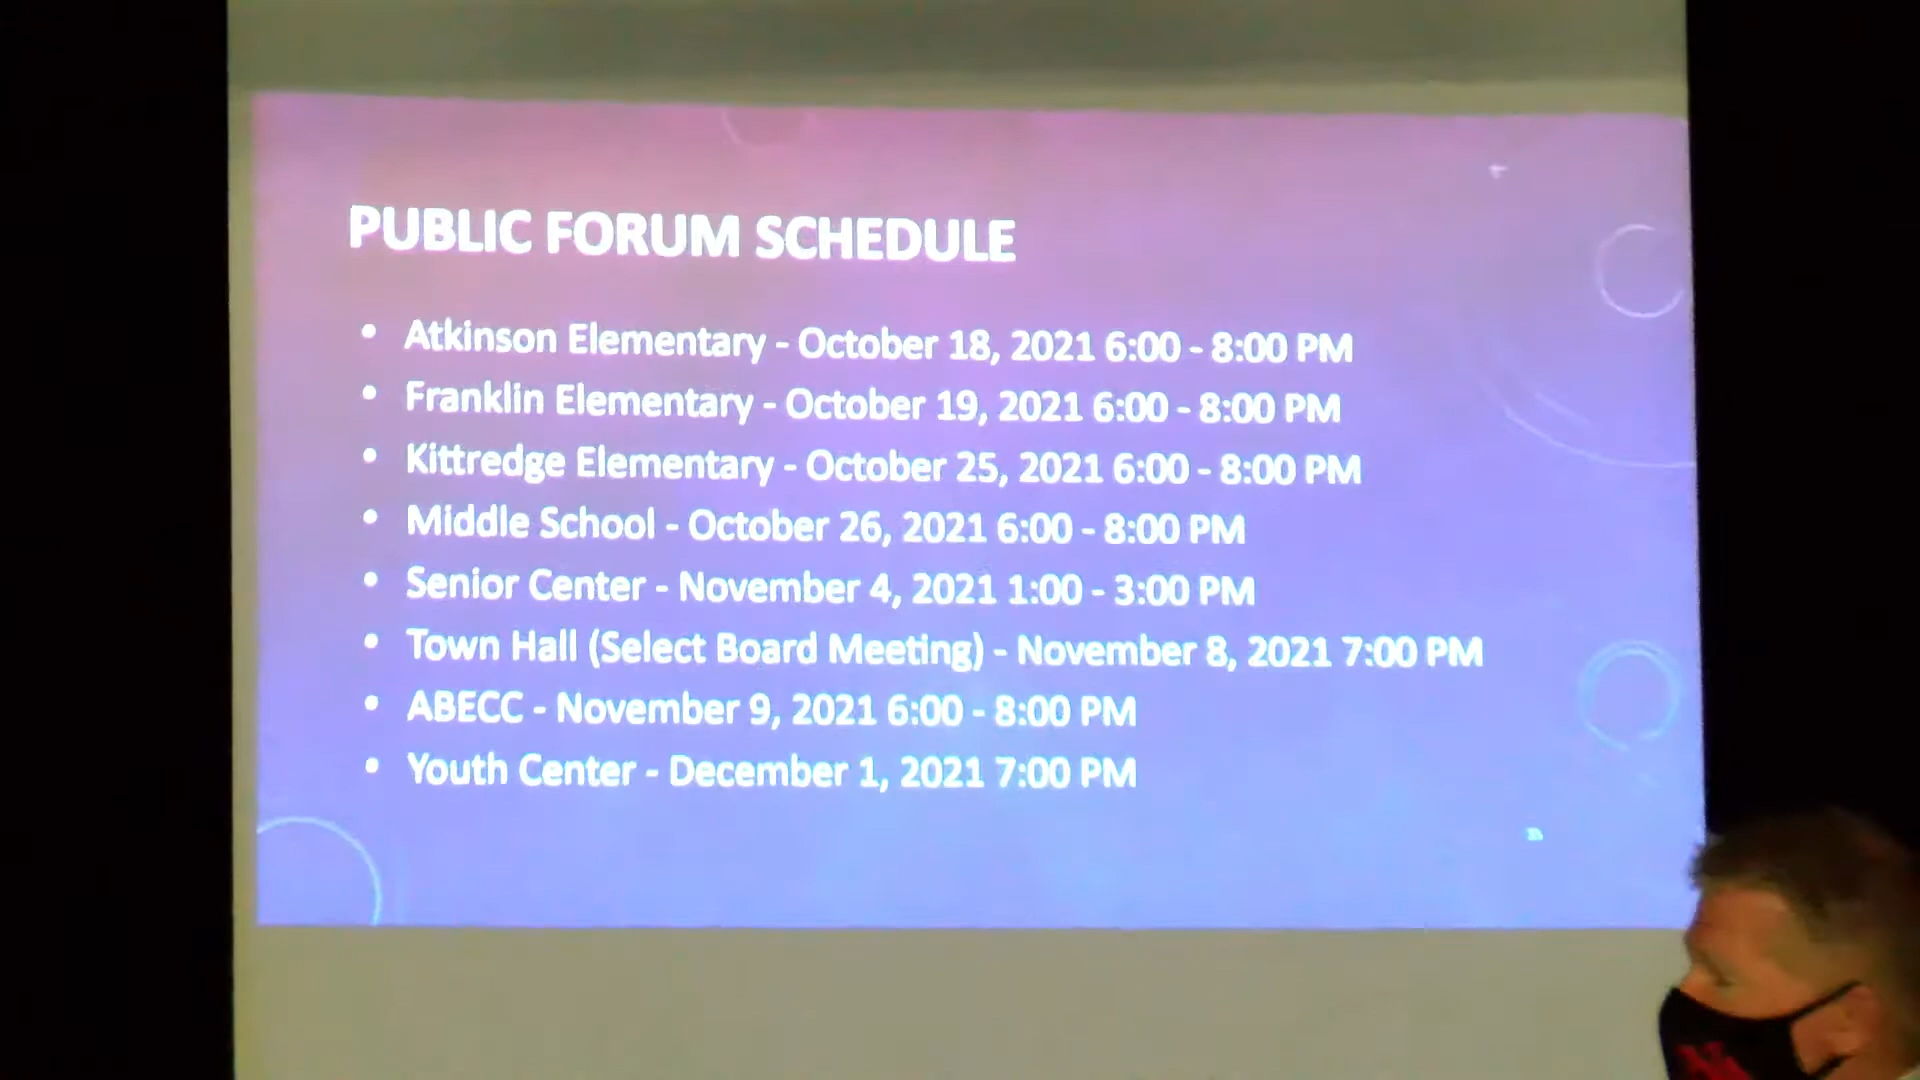 PUBLIC FORUM SCHEDULE
• Atkinson Elementary - October 18, 2021 6:00 - 8:00 PM
• Franklin Elementary - October 19, 2021 6:00 - 8:00 PM
• Kittredge Elementary - October 25, 2021 6:00 - 8:00 PM
• Middle School - October 26, 2021 6:00 - 8:00 PM
• Senior Center - November 4, 2021 1:00 - 3:00 PM
• Town Hall (Select Board Meeting) - November 8, 2021 7:00 PM
• ABECC - November 9, 2021 6:00 - 8:00 PM
• Youth Center - December 1, 2021 7:00 PM